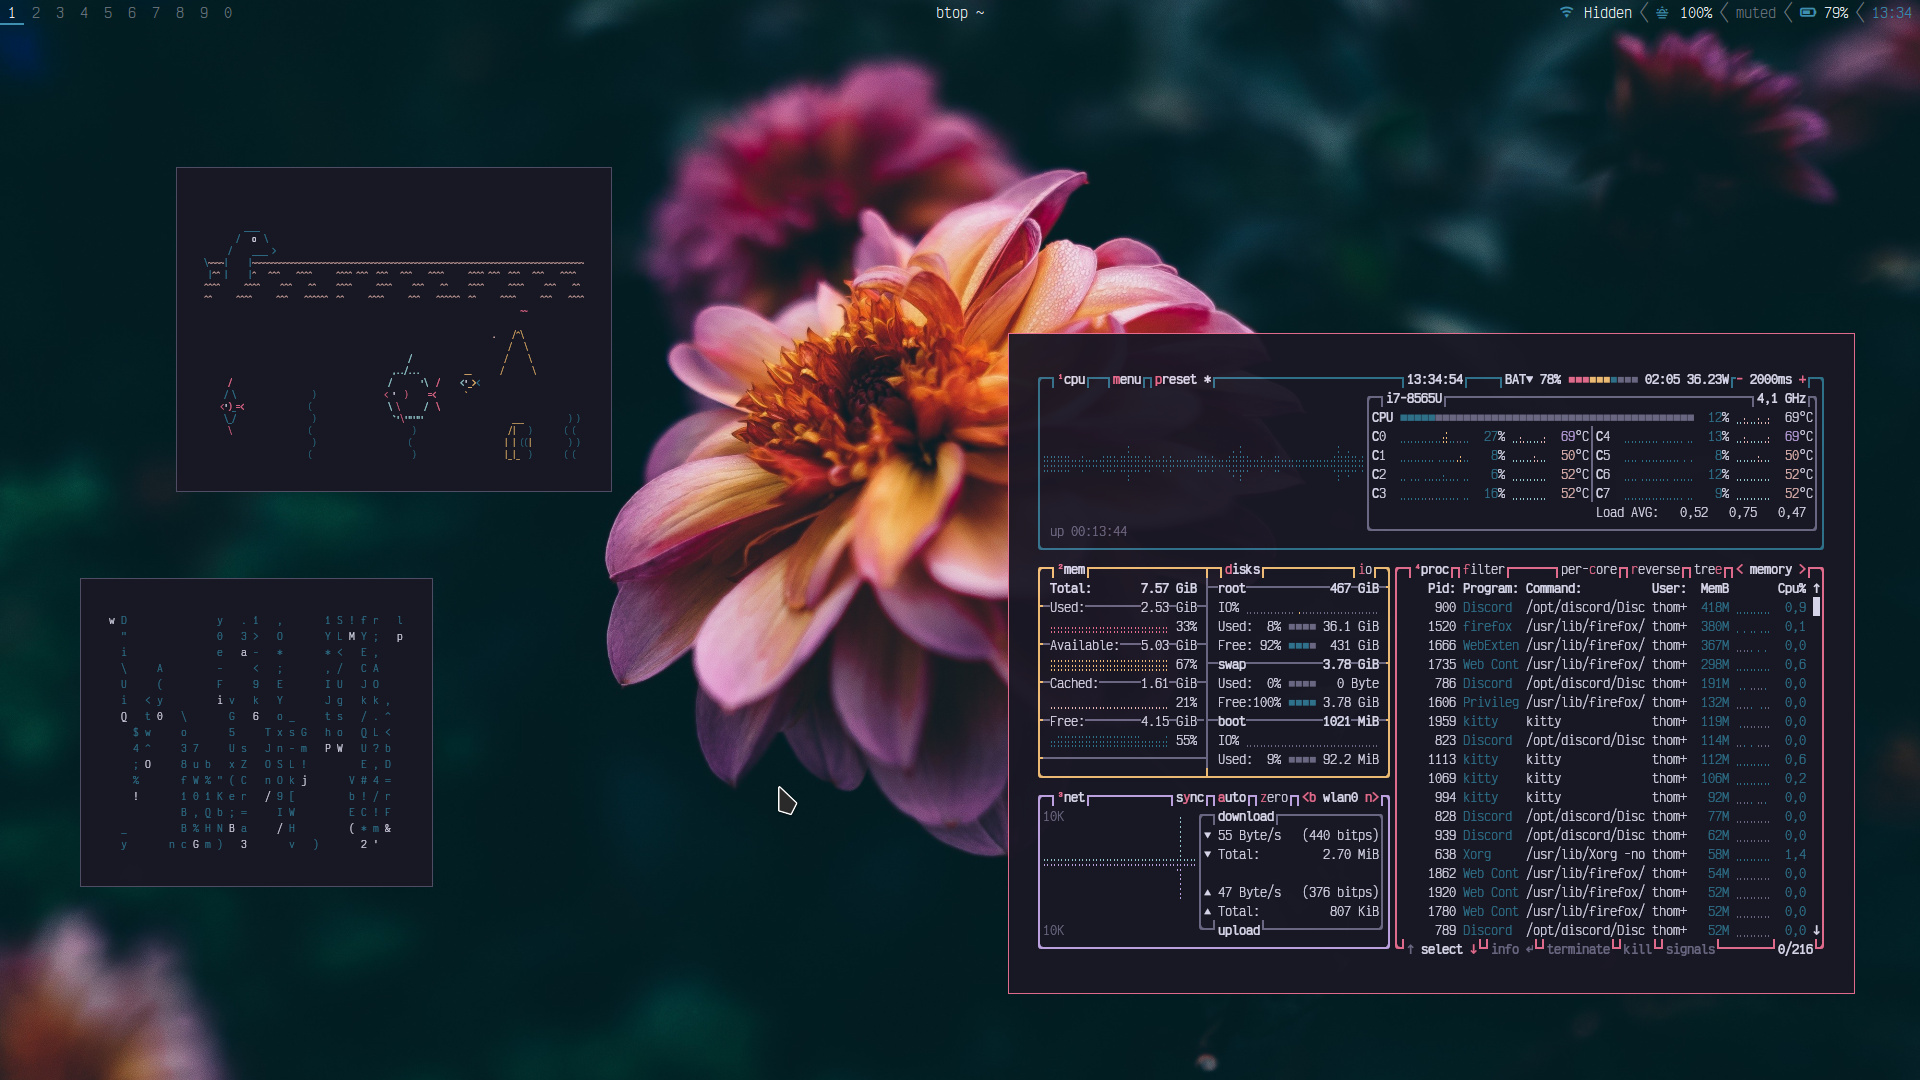 1 2 3 4 5 6 7 8 9 0
btop ~
Hidden 100% muted 79% 13:34
¹cpu menu preset * 13:34:54 BAT▼ 78% 02:05 36.23W - 2000ms +
i7-8565U 4,1 GHz
CPU 12% 69°C
C0 27% 69°C C4 13% 69°C
C1 8% 50°C C5 8% 50°C
C2 6% 52°C C6 12% 52°C
C3 16% 52°C C7 9% 52°C
Load AVG: 0,52 0,75 0,47
up 00:13:44
²mem disks io
Total: 7.57 GiB
Used: 2.53 GiB
33%
Available: 5.03 GiB
67%
Cached: 1.61 GiB
21%
Free: 4.15 GiB
55%
root 467 GiB
IO%
Used: 8% 36.1 GiB
Free: 92% 431 GiB
swap 3.78 GiB
Used: 0% 0 Byte
Free:100% 3.78 GiB
boot 1021 MiB
IO%
Used: 9% 92.2 MiB
³net sync auto zero <b wlan0 n>
10K
download
▼ 55 Byte/s (440 bitps)
▼ Total: 2.70 MiB
▲ 47 Byte/s (376 bitps)
▲ Total: 807 KiB
upload
10K
⁴proc filter per-core reverse tree < memory >
Pid: Program: Command: User: MemB Cpu% ↑
900 Discord /opt/discord/Disc thom+ 418M 0,9
1520 firefox /usr/lib/firefox/ thom+ 380M 0,1
1666 WebExten /usr/lib/firefox/ thom+ 367M 0,0
1735 Web Cont /usr/lib/firefox/ thom+ 298M 0,6
786 Discord /opt/discord/Disc thom+ 191M 0,0
1606 Privileg /usr/lib/firefox/ thom+ 132M 0,0
1959 kitty kitty thom+ 119M 0,0
823 Discord /opt/discord/Disc thom+ 114M 0,0
1113 kitty kitty thom+ 112M 0,6
1069 kitty kitty thom+ 106M 0,2
994 kitty kitty thom+ 92M 0,0
828 Discord /opt/discord/Disc thom+ 77M 0,0
939 Discord /opt/discord/Disc thom+ 62M 0,0
638 Xorg /usr/lib/Xorg -no thom+ 58M 1,4
1862 Web Cont /usr/lib/firefox/ thom+ 54M 0,0
1920 Web Cont /usr/lib/firefox/ thom+ 52M 0,0
1780 Web Cont /usr/lib/firefox/ thom+ 52M 0,0
789 Discord /opt/discord/Disc thom+ 52M 0,0 ↓
↑ select ↓ info ↵ terminate kill signals 0/216